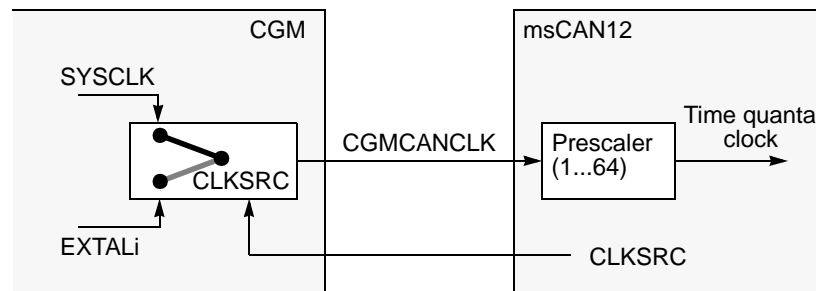 CGM
msCAN12
SYSCLK
CLKSRC
EXTALi
CGMCANCLK
Prescaler
(1...64)
Time quanta
clock
CLKSRC